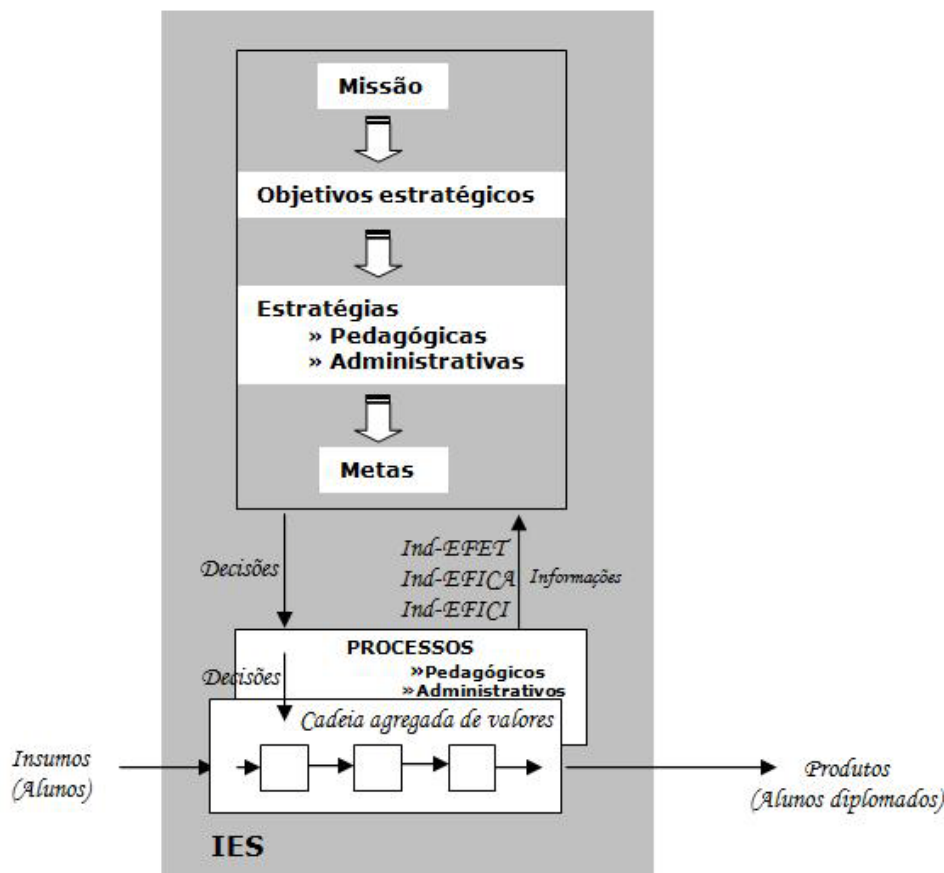 Missão
Objetivos estratégicos
Estratégias
» Pedagógicas
» Administrativas
Metas
Decisões
Ind-EFET
Ind-EFICA
Ind-EFICI
Informações
PROCESSOS
»Pedagógicos
»Administrativos
Decisões
Cadeia agregada de valores
Insumos
(Alunos)
Produtos
(Alunos diplomados)
IES